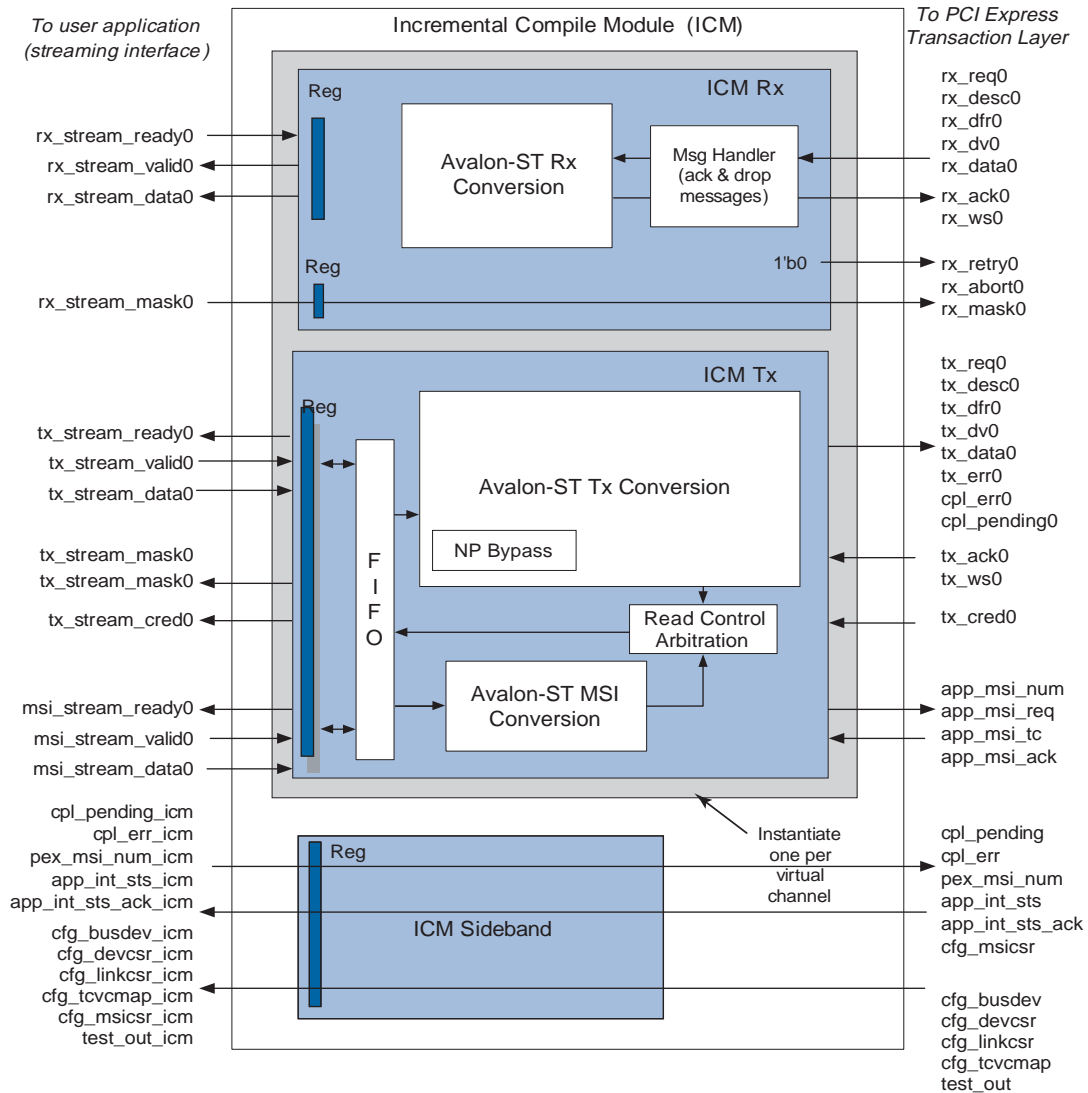 To user application
(streaming interface)
Incremental Compile Module (ICM)
To PCI Express
Transaction Layer
ICM Rx
Reg
Avalon-ST Rx
Conversion
Msg Handler
(ack & drop
messages)
rx_stream_ready0
rx_stream_valid0
rx_stream_data0
rx_req0
rx_desc0
rx_dfr0
rx_dv0
rx_data0
rx_ack0
rx_ws0
Reg
1'b0
rx_stream_mask0
rx_retry0
rx_abort0
rx_mask0
ICM Tx
Reg
tx_stream_ready0
tx_stream_valid0
tx_stream_data0
tx_stream_mask0
tx_stream_mask0
tx_stream_cred0
msi_stream_ready0
msi_stream_valid0
msi_stream_data0
F
I
F
O
Avalon-ST Tx Conversion
NP Bypass
Read Control
Arbitration
Avalon-ST MSI
Conversion
tx_req0
tx_desc0
tx_dfr0
tx_dv0
tx_data0
tx_err0
cpl_err0
cpl_pending0
tx_ack0
tx_ws0
tx_cred0
app_msi_num
app_msi_req
app_msi_tc
app_msi_ack
Instantiate
one per
virtual
channel
cpl_pending_icm
cpl_err_icm
pex_msi_num_icm
app_int_sts_icm
app_int_sts_ack_icm
cfg_busdev_icm
cfg_devcsr_icm
cfg_linkcsr_icm
cfg_tcvcmap_icm
cfg_msicsr_icm
test_out_icm
Reg
ICM Sideband
cpl_pending
cpl_err
pex_msi_num
app_int_sts
app_int_sts_ack
cfg_msicsr
cfg_busdev
cfg_devcsr
cfg_linkcsr
cfg_tcvcmap
test_out